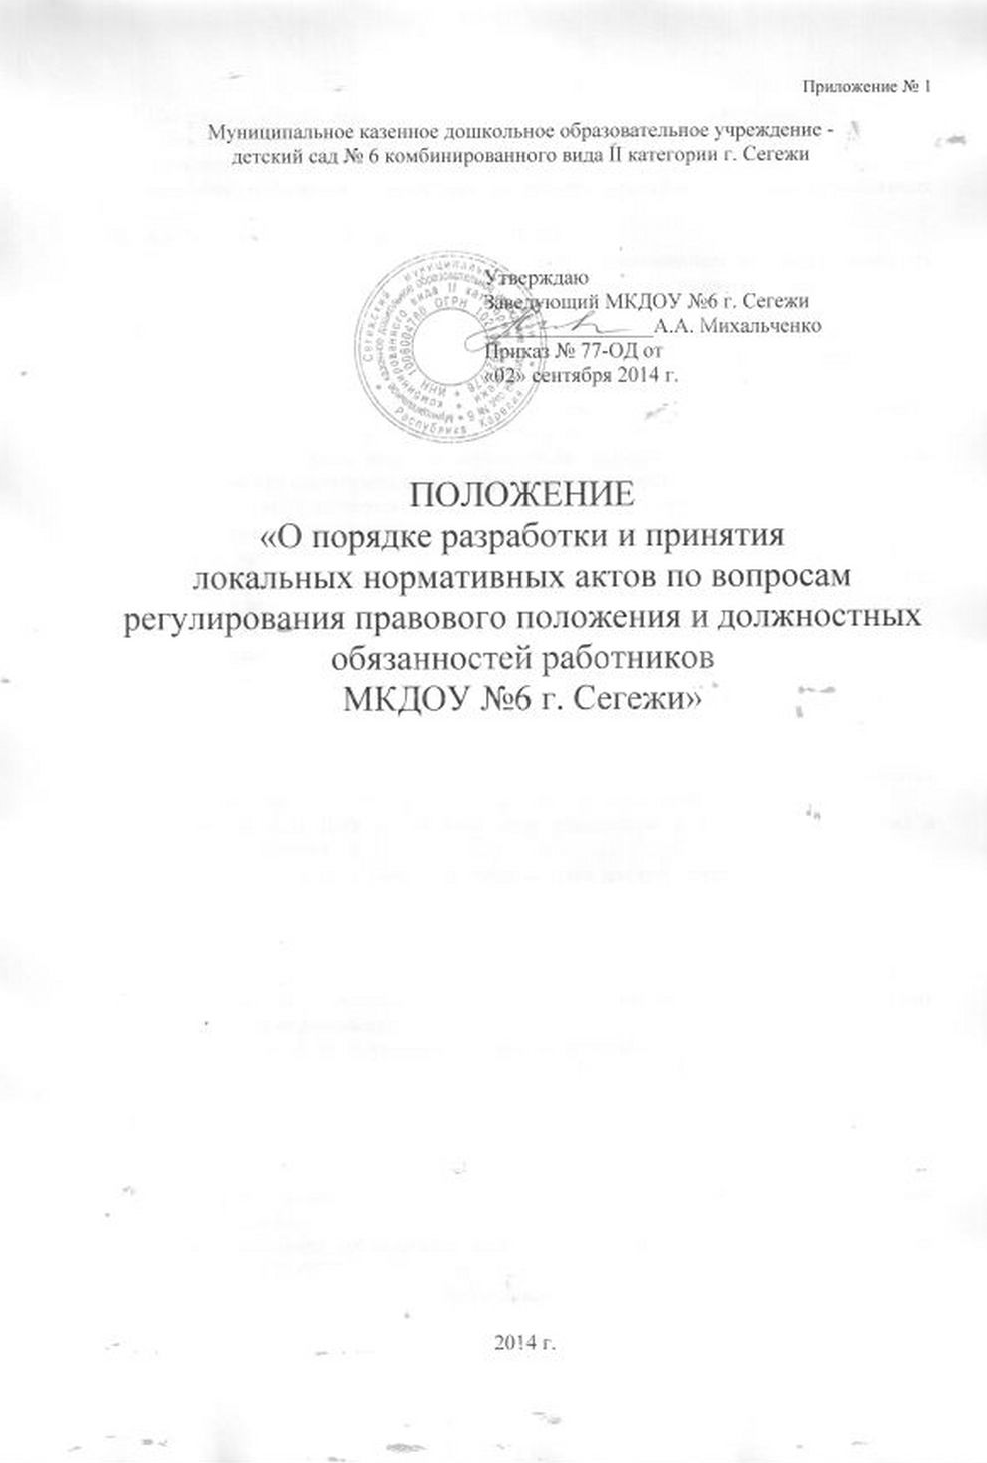 Приложение № 1
Муниципальное казенное дошкольное образовательное учреждение -
детский сад № 6 комбинированного вида II категории г. Сегежи
Утверждаю
Заведующий МКДОУ №6 г. Сегежи
А.А. Михальченко
Приказ № 77-ОД от
«02» сентября 2014 г.
Республика Карелия
ПОЛОЖЕНИЕ
«О порядке разработки и принятия
локальных нормативных актов по вопросам
регулирования правового положения и должностных
обязанностей работников
МКДОУ №6 г. Сегежи»
2014 г.